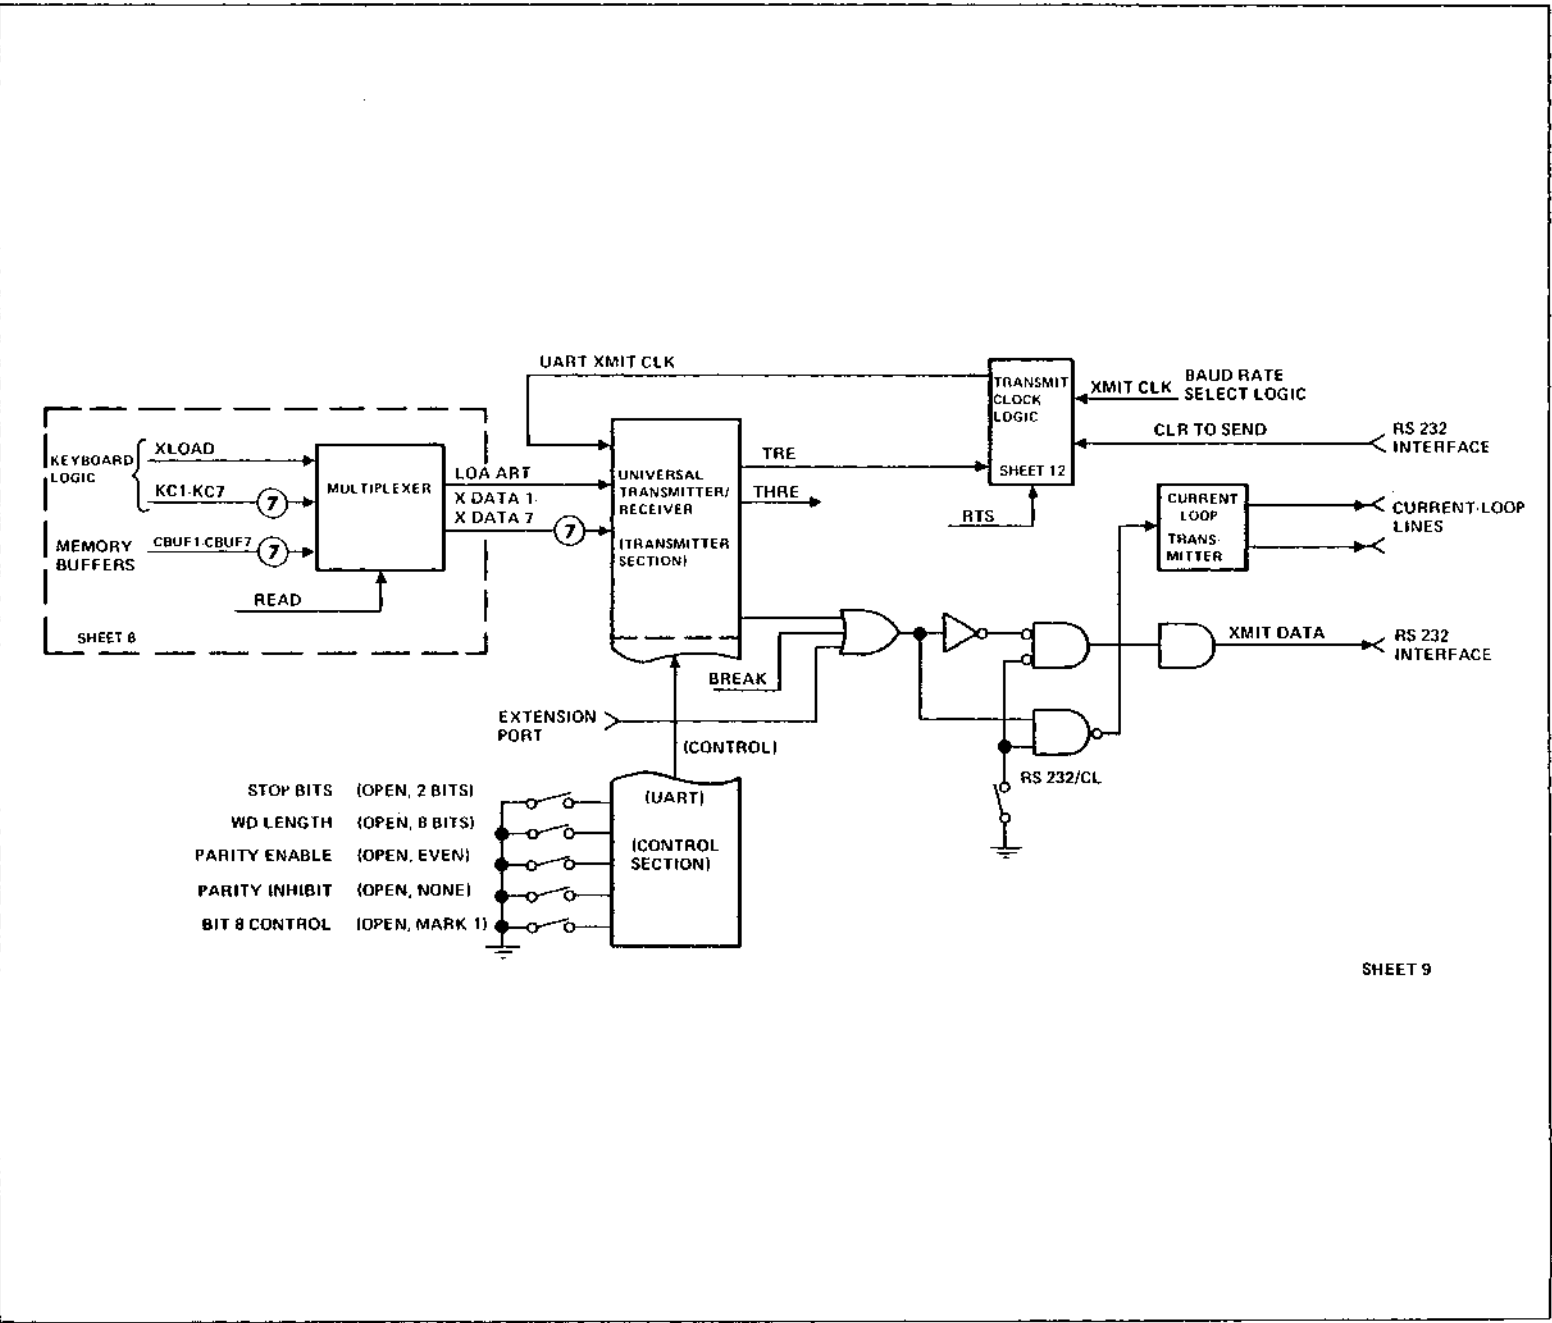 UART XMIT CLK
TRANSMIT
CLOCK
LOGIC
SHEET 12
XMIT CLK
BAUD RATE
SELECT LOGIC
CLR TO SEND
RS 232
INTERFACE
KEYBOARD
LOGIC
XLOAD
KC1-KC7
7
MEMORY
BUFFERS
CBUF1-CBUF7
7
MULTIPLEXER
READ
SHEET 8
LOA ART
X DATA 1-
X DATA 7
7
UNIVERSAL
TRANSMITTER/
RECEIVER
(TRANSMITTER
SECTION)
TRE
THRE
RTS
CURRENT
LOOP
TRANS-
MITTER
CURRENT-LOOP
LINES
XMIT DATA
RS 232
INTERFACE
BREAK
EXTENSION
PORT
(CONTROL)
RS 232/CL
STOP BITS (OPEN, 2 BITS)
WD LENGTH (OPEN, 8 BITS)
PARITY ENABLE (OPEN, EVEN)
PARITY INHIBIT (OPEN, NONE)
BIT 8 CONTROL (OPEN, MARK 1)
(UART)
(CONTROL
SECTION)
SHEET 9